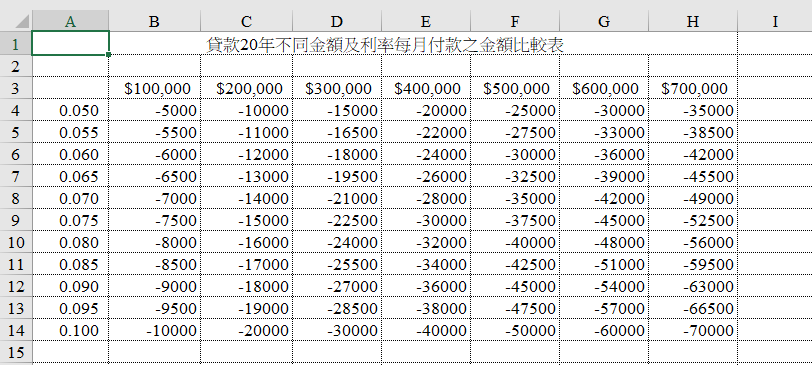 A B C D E F G H I
1 貸款20年不同金額及利率每月付款之金額比較表
2
3 $100,000 $200,000 $300,000 $400,000 $500,000 $600,000 $700,000
4 0.050 -5000 -10000 -15000 -20000 -25000 -30000 -35000
5 0.055 -5500 -11000 -16500 -22000 -27500 -33000 -38500
6 0.060 -6000 -12000 -18000 -24000 -30000 -36000 -42000
7 0.065 -6500 -13000 -19500 -26000 -32500 -39000 -45500
8 0.070 -7000 -14000 -21000 -28000 -35000 -42000 -49000
9 0.075 -7500 -15000 -22500 -30000 -37500 -45000 -52500
10 0.080 -8000 -16000 -24000 -32000 -40000 -48000 -56000
11 0.085 -8500 -17000 -25500 -34000 -42500 -51000 -59500
12 0.090 -9000 -18000 -27000 -36000 -45000 -54000 -63000
13 0.095 -9500 -19000 -28500 -38000 -47500 -57000 -66500
14 0.100 -10000 -20000 -30000 -40000 -50000 -60000 -70000
15